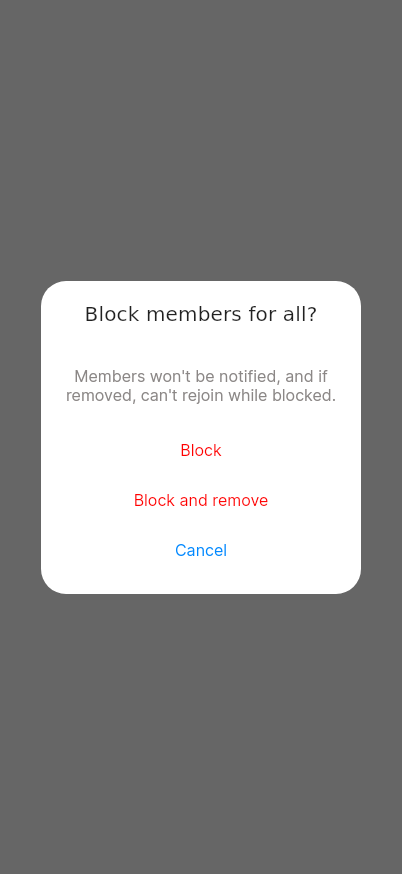 Block members for all?
Members won't be notified, and if
removed, can't rejoin while blocked.
Block
Block and remove
Cancel